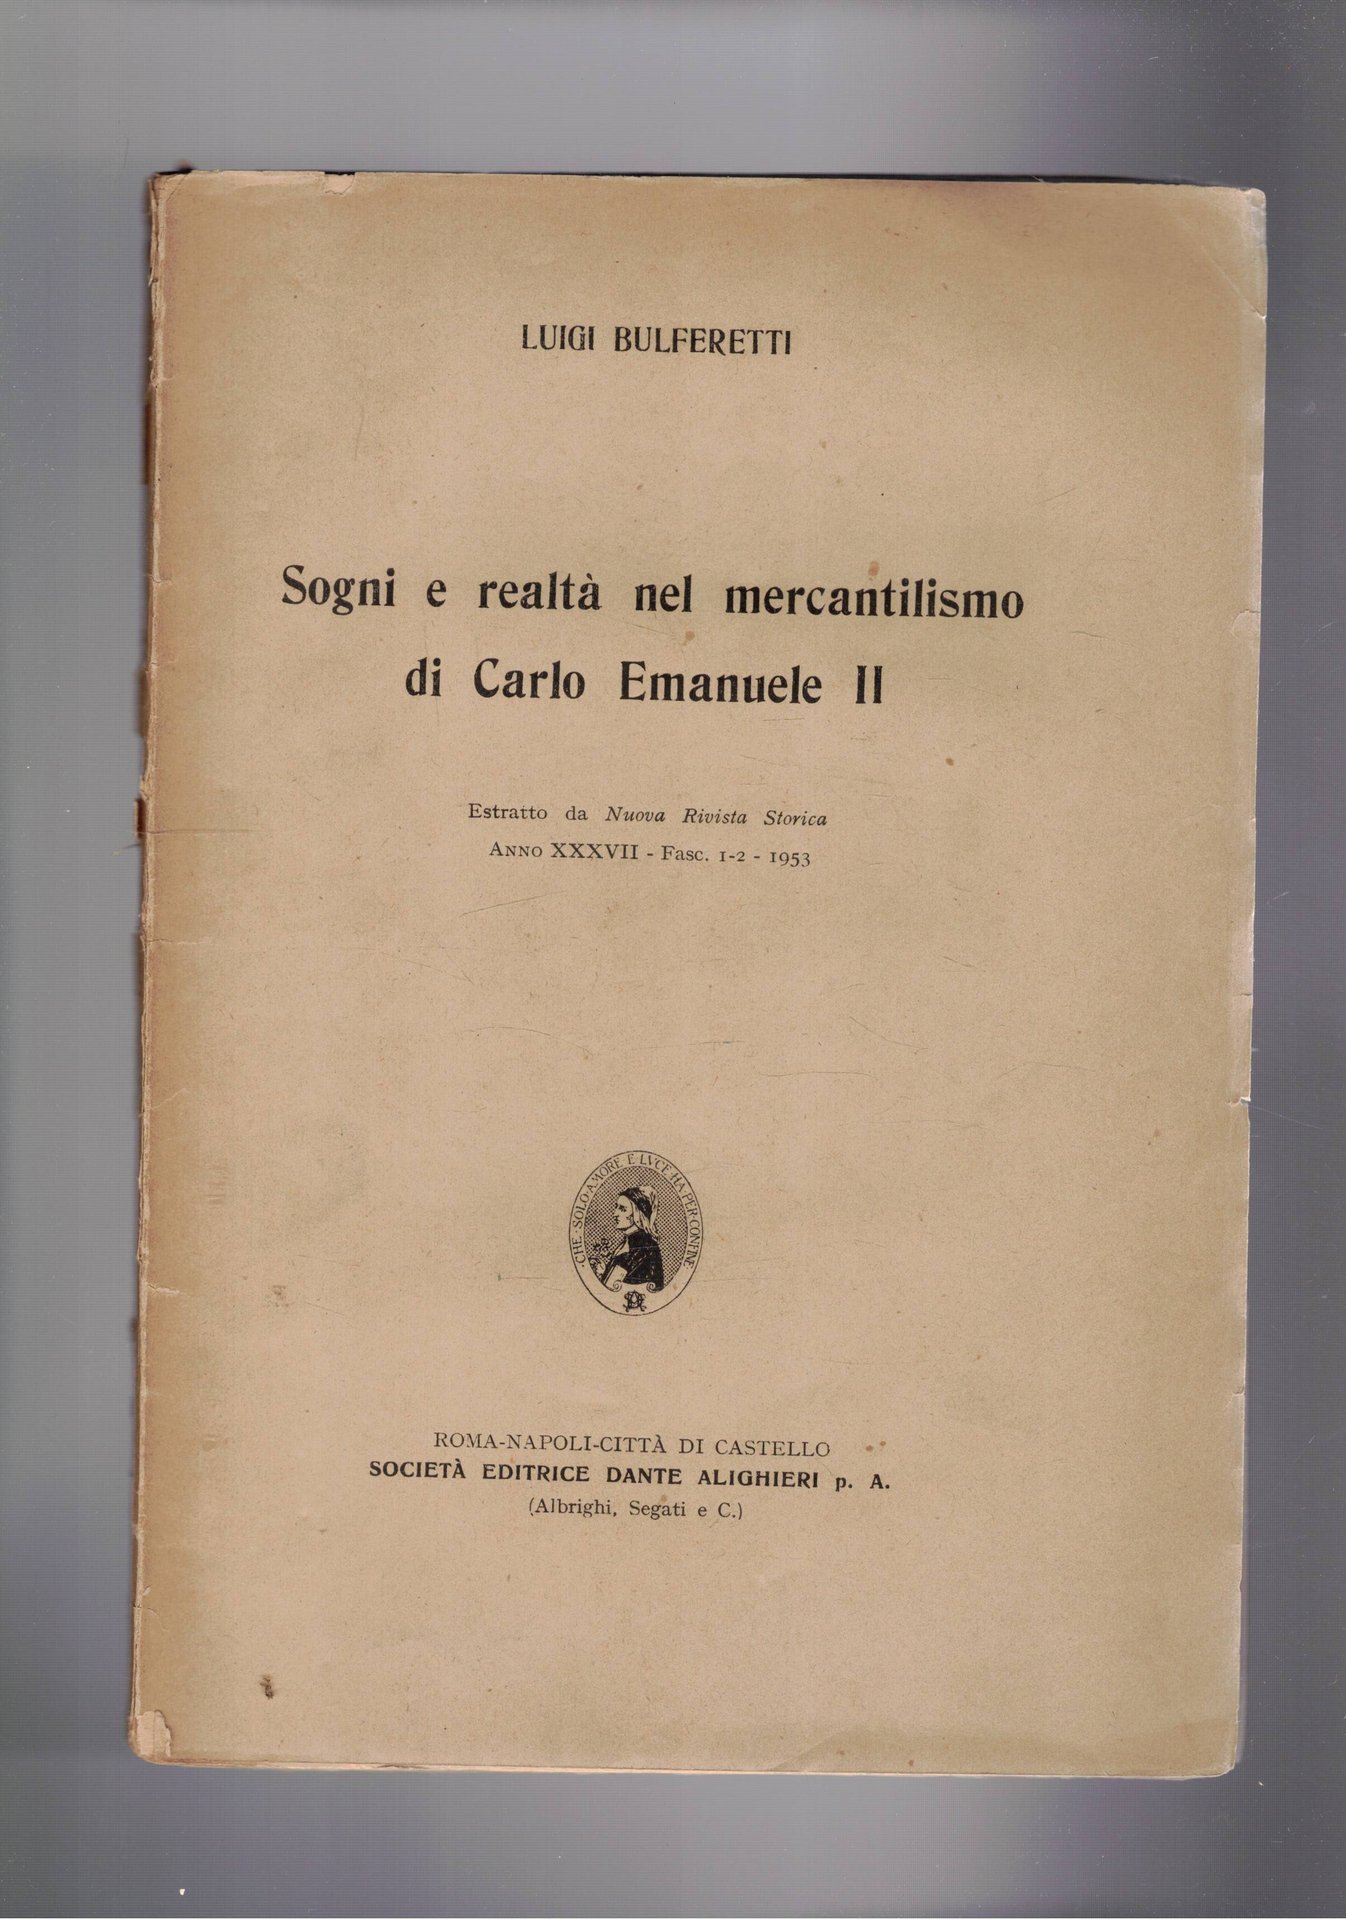 LUIGI BULFERETTI
Sogni e realtà nel mercantilismo
di Carlo Emanuele II
Estratto da Nuova Rivista Storica
ANNO XXXVII - Fasc. 1-2 - 1953
·CHE·SOLO·AMORE E LVCE·HA PER·CONFINE·
ROMA-NAPOLI-CITTÀ DI CASTELLO
SOCIETÀ EDITRICE DANTE ALIGHIERI p. A.
(Albrighi, Segati e C.)